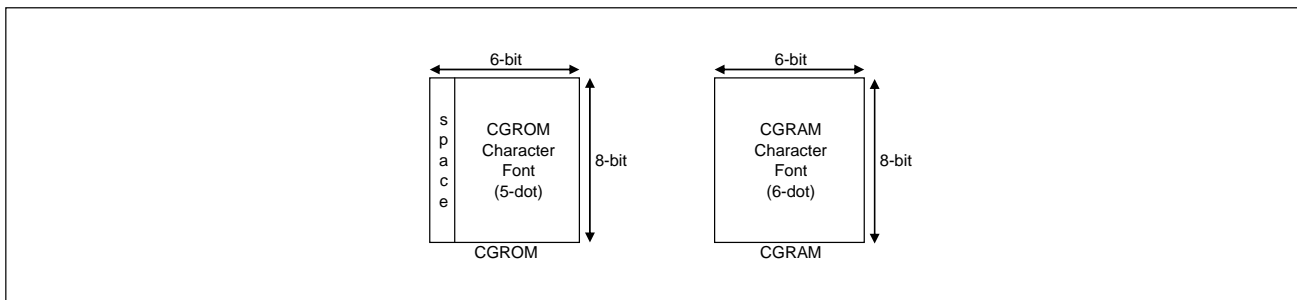 6-bit
6-bit
space
CGROM
Character
Font
(5-dot)
8-bit
CGRAM
Character
Font
(6-dot)
8-bit
CGROM
CGRAM